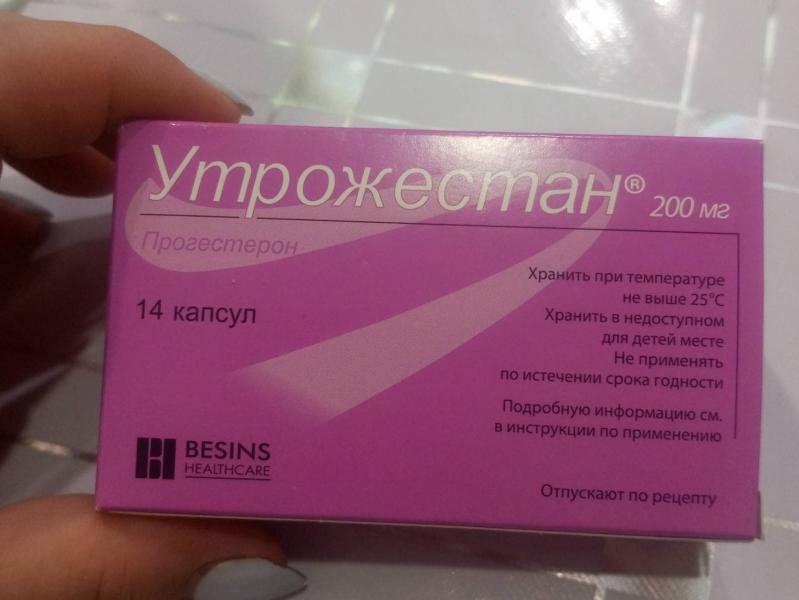 Утрожестан® 200 мг
Прогестерон
14 капсул
Хранить при температуре
не выше 25°С
Хранить в недоступном
для детей месте
Не применять
по истечении срока годности
Подробную информацию см.
в инструкции по применению
BESINS
HEALTHCARE
Отпускают по рецепту